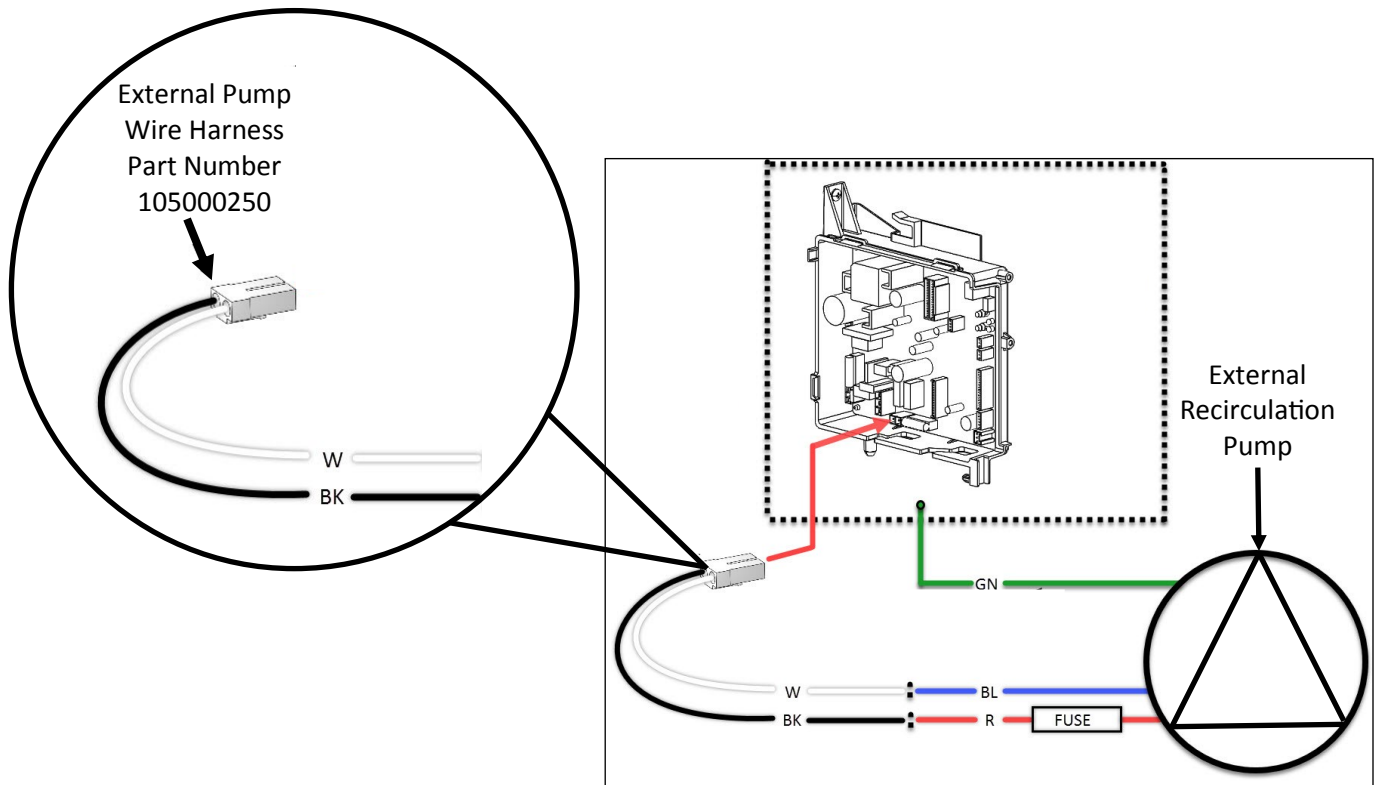 External Pump
Wire Harness
Part Number
105000250
W
BK
External
Recirculation
Pump
GN
W
BL
BK
R
FUSE